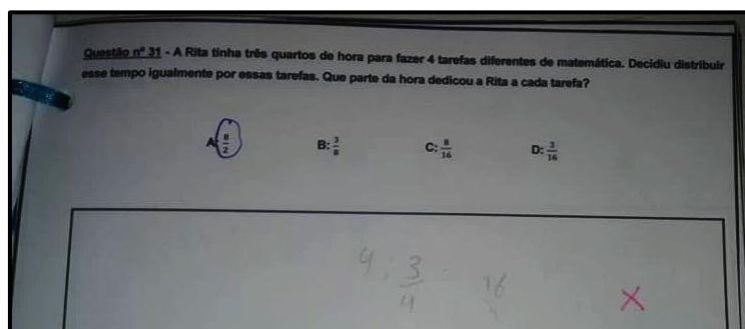 Questão nº 31 - A Rita tinha três quartos de hora para fazer 4 tarefas diferentes de matemática. Decidiu distribuir
esse tempo igualmente por essas tarefas. Que parte da hora dedicou a Rita a cada tarefa?
A: 8/2 B: 3/8 C: 8/16 D: 3/16
4 : 3/4 16
X